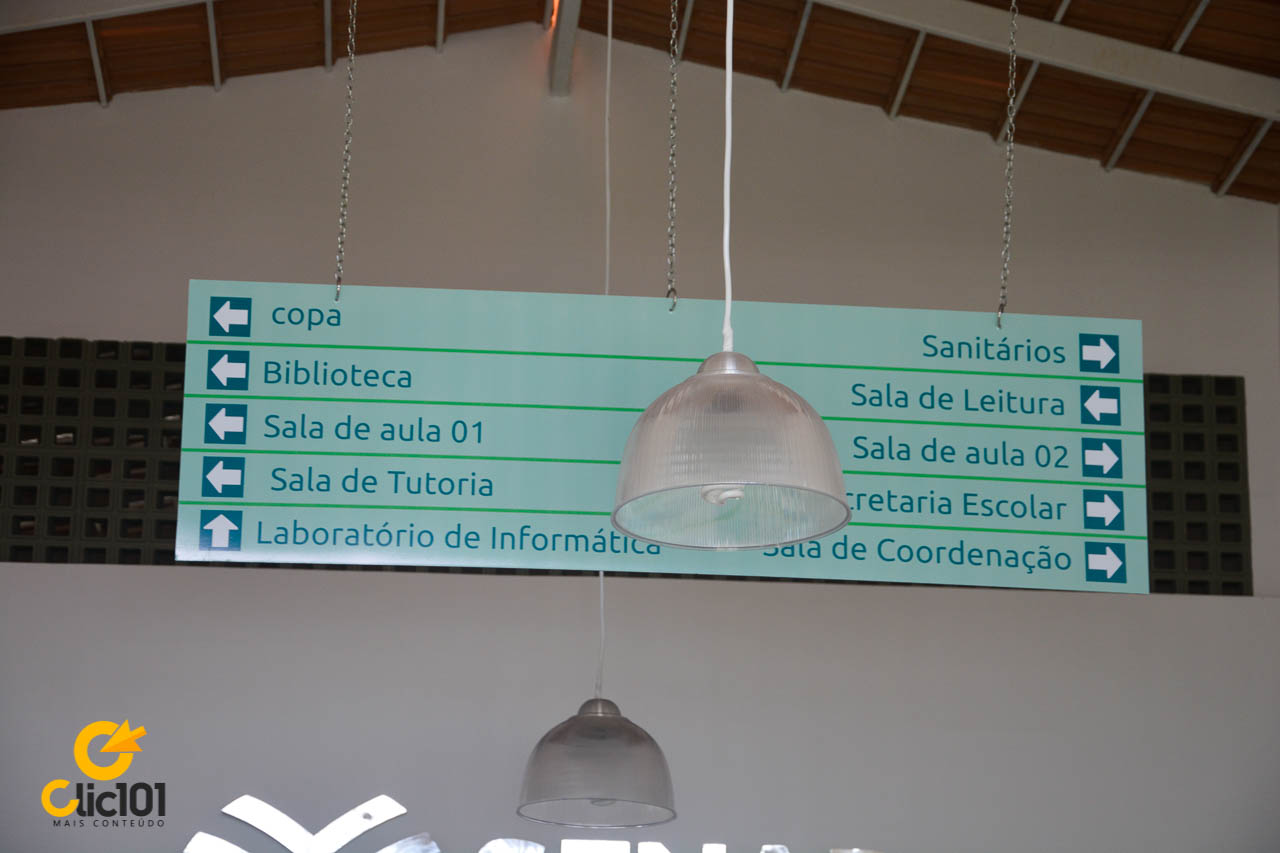 copa
Biblioteca
Sala de aula 01
Sala de Tutoria
Laboratório de Informática
Sanitários
Sala de Leitura
Sala de aula 02
Escolar
Sala de Coordenação
Clic101
MAIS CONTEÚDO